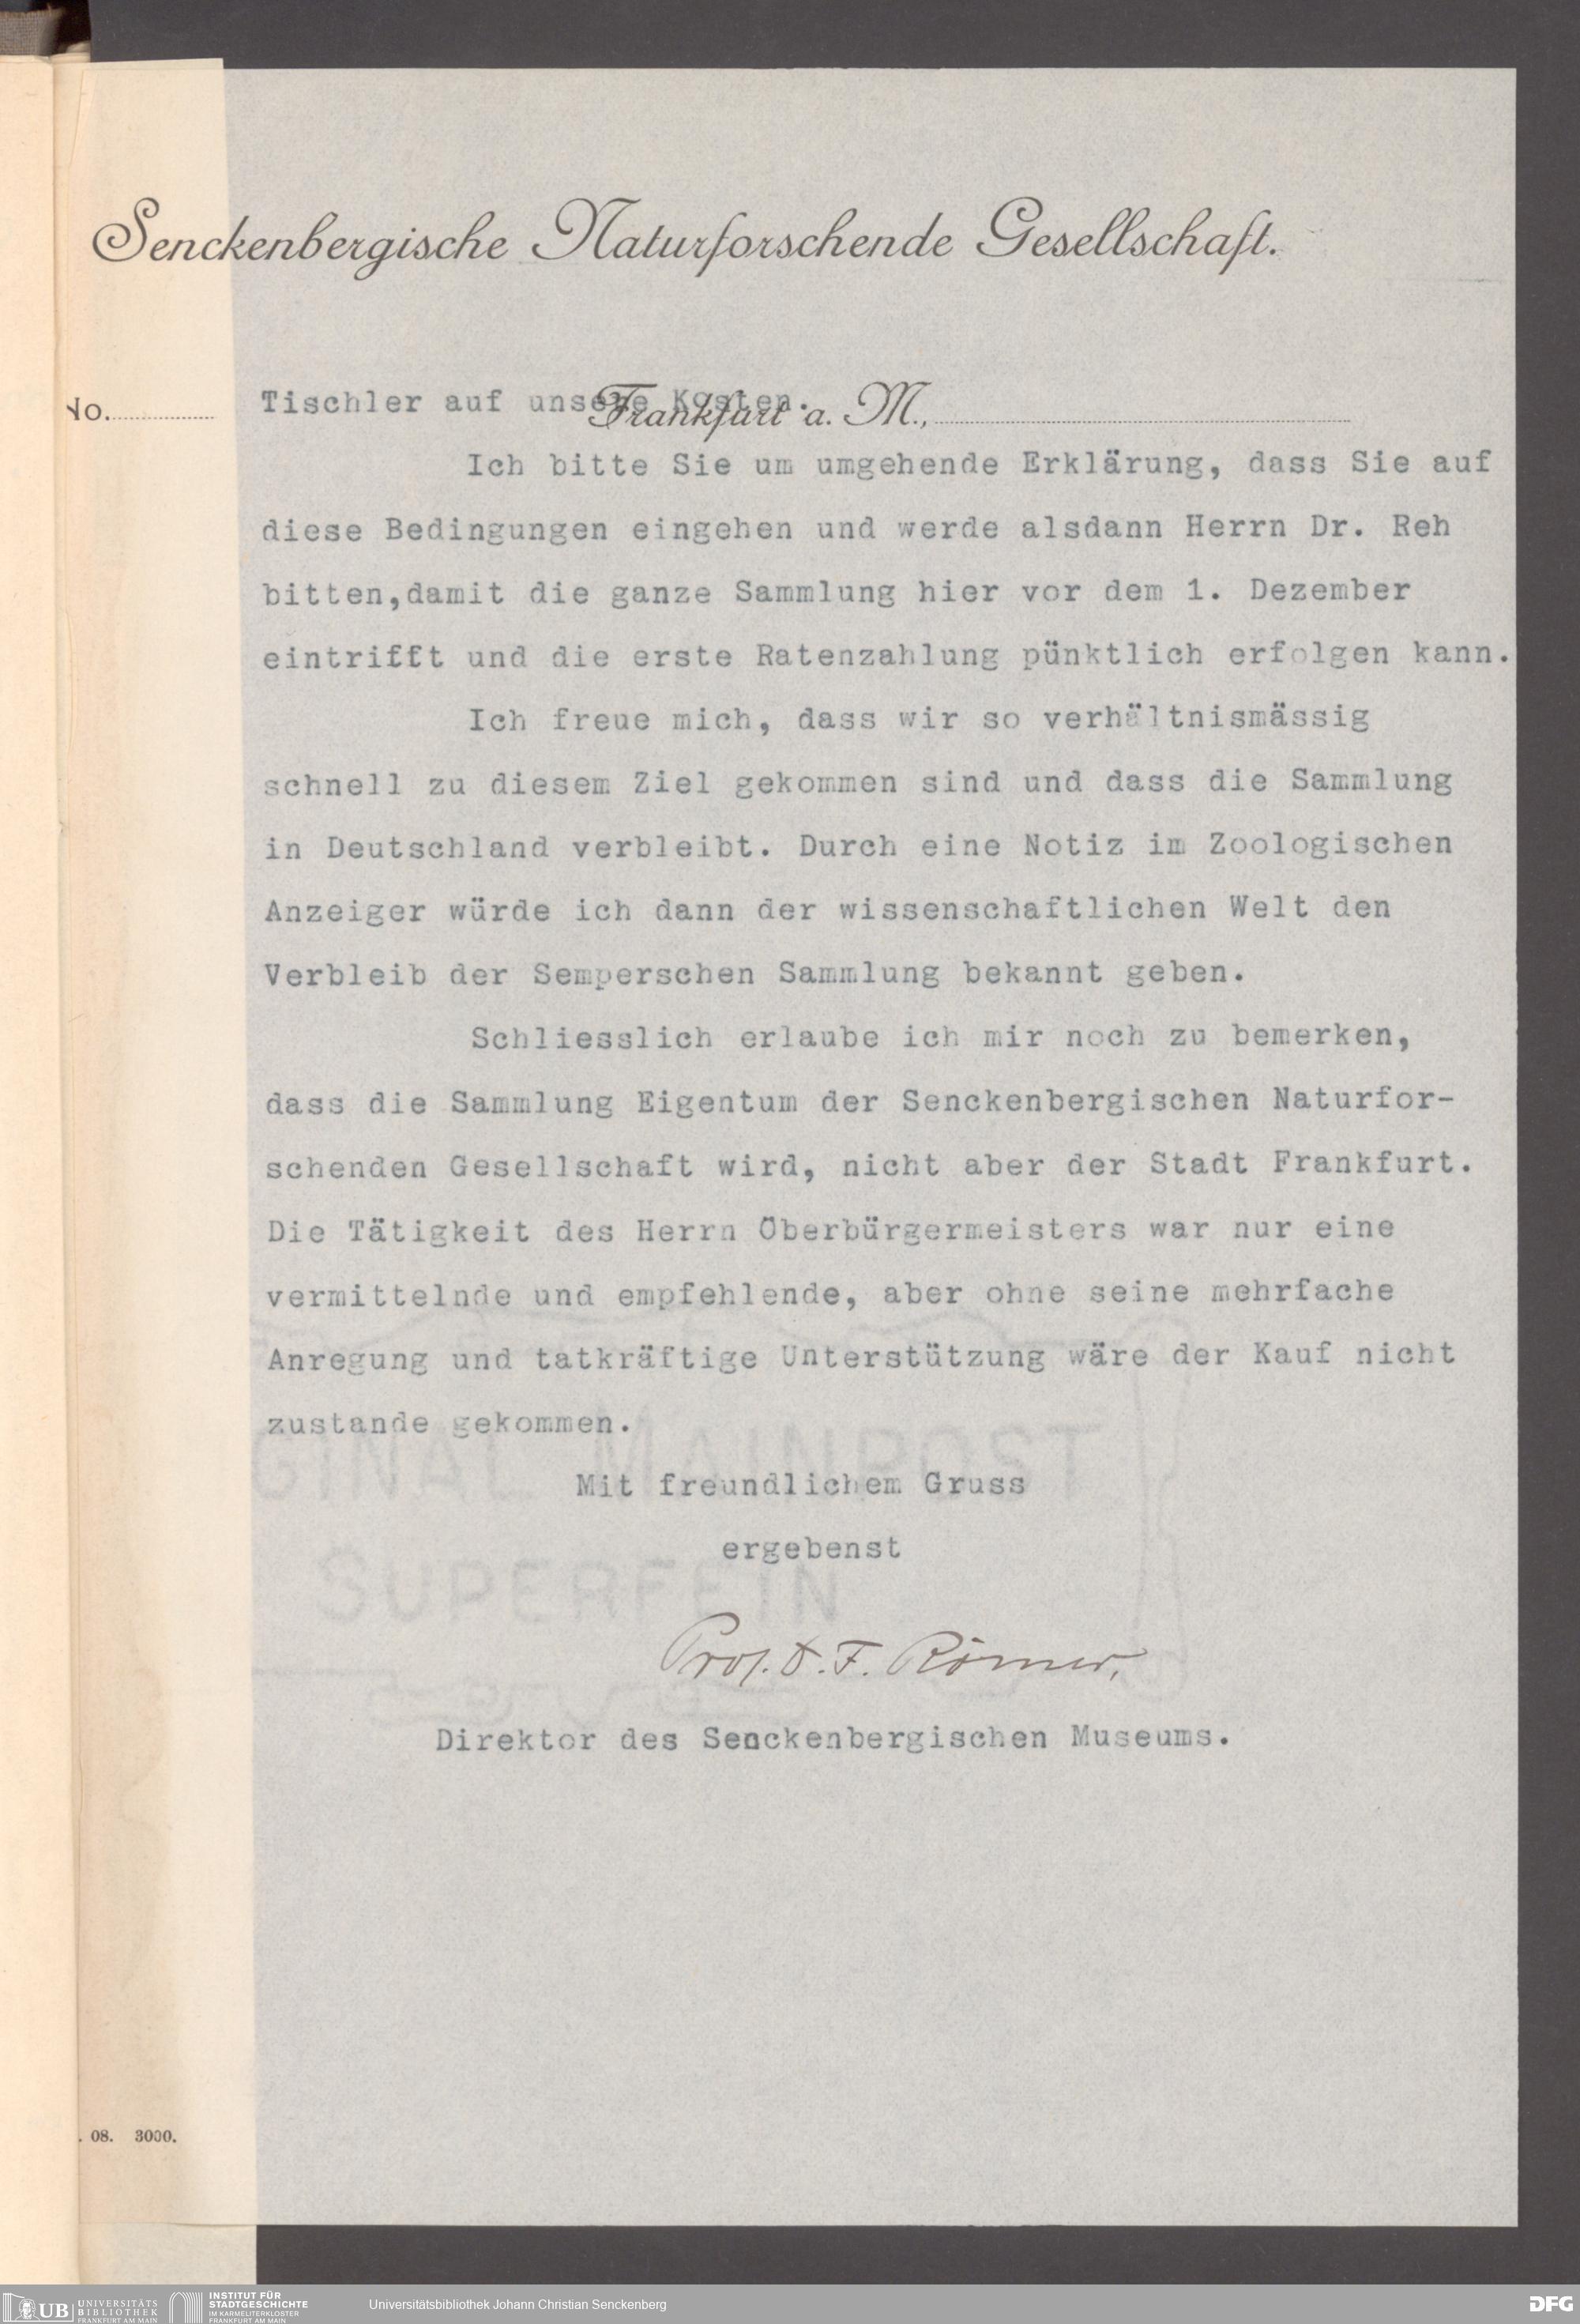 Senckenbergische Naturforschende Gesellschaft.
No.
Frankfurt a. M.,
Tischler auf unsere Kosten.
Ich bitte Sie um umgehende Erklärung, dass Sie auf
diese Bedingungen eingehen und werde alsdann Herrn Dr. Reh
bitten,damit die ganze Sammlung hier vor dem 1. Dezember
eintrifft und die erste Ratenzahlung pünktlich erfolgen kann.
Ich freue mich, dass wir so verhältnismässig
schnell zu diesem Ziel gekommen sind und dass die Sammlung
in Deutschland verbleibt. Durch eine Notiz im Zoologischen
Anzeiger würde ich dann der wissenschaftlichen Welt den
Verbleib der Semperschen Sammlung bekannt geben.
Schliesslich erlaube ich mir noch zu bemerken,
dass die Sammlung Eigentum der Senckenbergischen Naturfor-
schenden Gesellschaft wird, nicht aber der Stadt Frankfurt.
Die Tätigkeit des Herrn Oberbürgermeisters war nur eine
vermittelnde und empfehlende, aber ohne seine mehrfache
Anregung und tatkräftige Unterstützung wäre der Kauf nicht
zustande gekommen.
GINAL MAINPOST
Mit freundlichem Gruss
ergebenst
SUPERFEIN
Prof. Dr. F. Römer,
Direktor des Senckenbergischen Museums.
. 08. 3000.
UB UNIVERSITÄTS
BIBLIOTHEK
FRANKFURT AM MAIN
INSTITUT FÜR
STADTGESCHICHTE
IM KARMELITERKLOSTER
FRANKFURT AM MAIN
Universitätsbibliothek Johann Christian Senckenberg
DFG